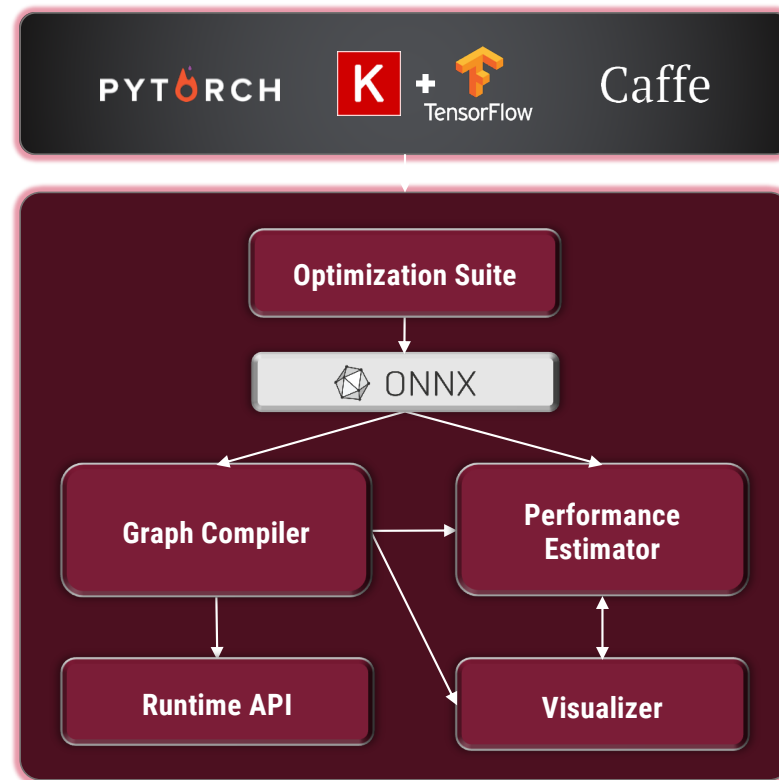 PYTORCH
K + TensorFlow
Caffe
Optimization Suite
ONNX
Graph Compiler
Performance
Estimator
Runtime API
Visualizer